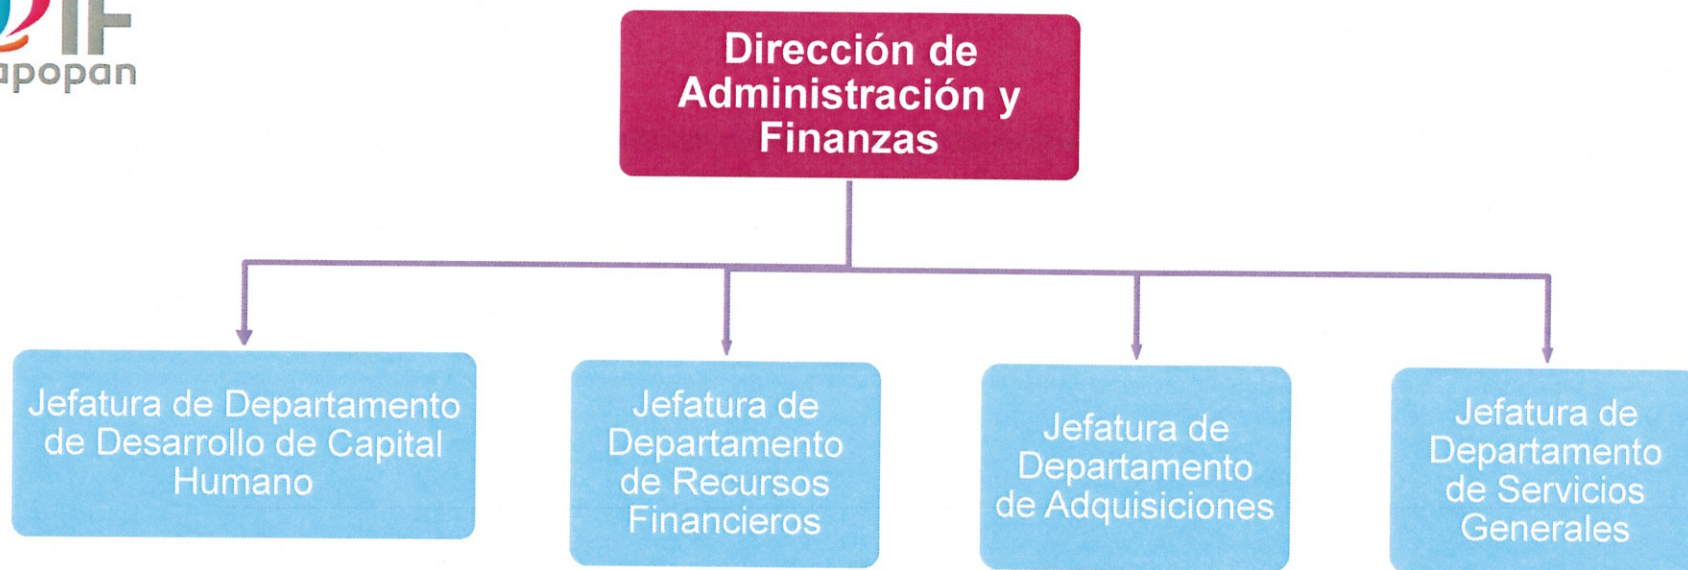 IF
apopan
Dirección de
Administración y
Finanzas
Jefatura de Departamento
de Desarrollo de Capital
Humano
Jefatura de
Departamento
de Recursos
Financieros
Jefatura de
Departamento
de Adquisiciones
Jefatura de
Departamento
de Servicios
Generales